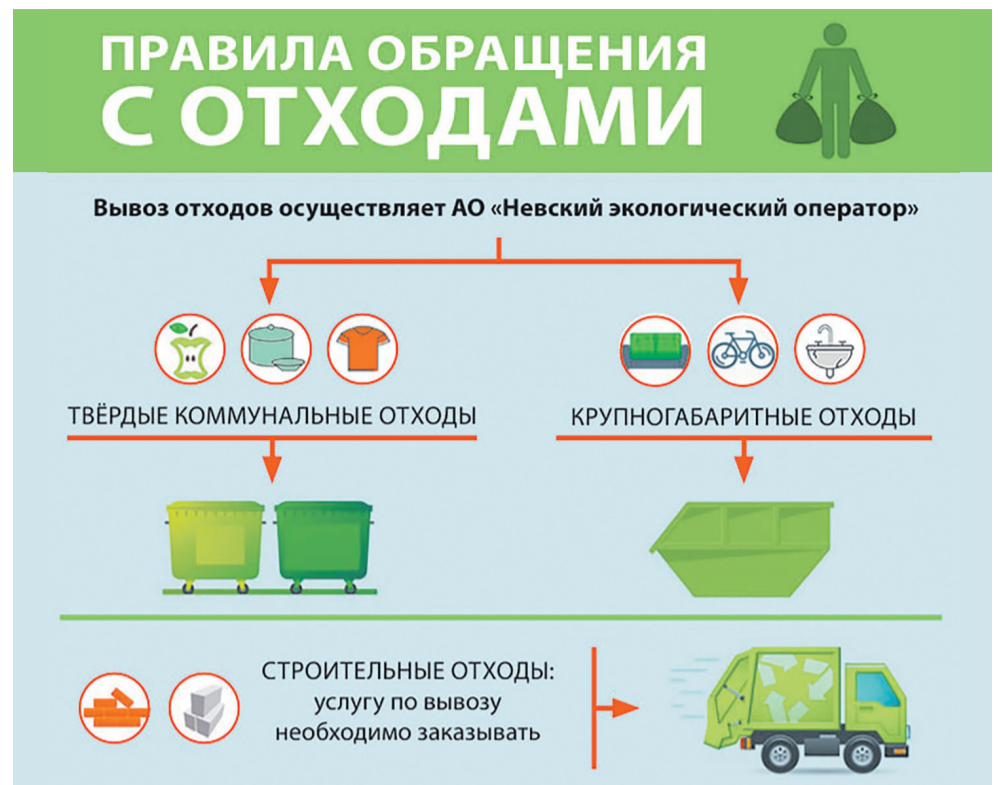 ПРАВИЛА ОБРАЩЕНИЯ
С ОТХОДАМИ
Вывоз отходов осуществляет АО «Невский экологический оператор»
ТВЁРДЫЕ КОММУНАЛЬНЫЕ ОТХОДЫ
КРУПНОГАБАРИТНЫЕ ОТХОДЫ
СТРОИТЕЛЬНЫЕ ОТХОДЫ:
услугу по вывозу
необходимо заказывать